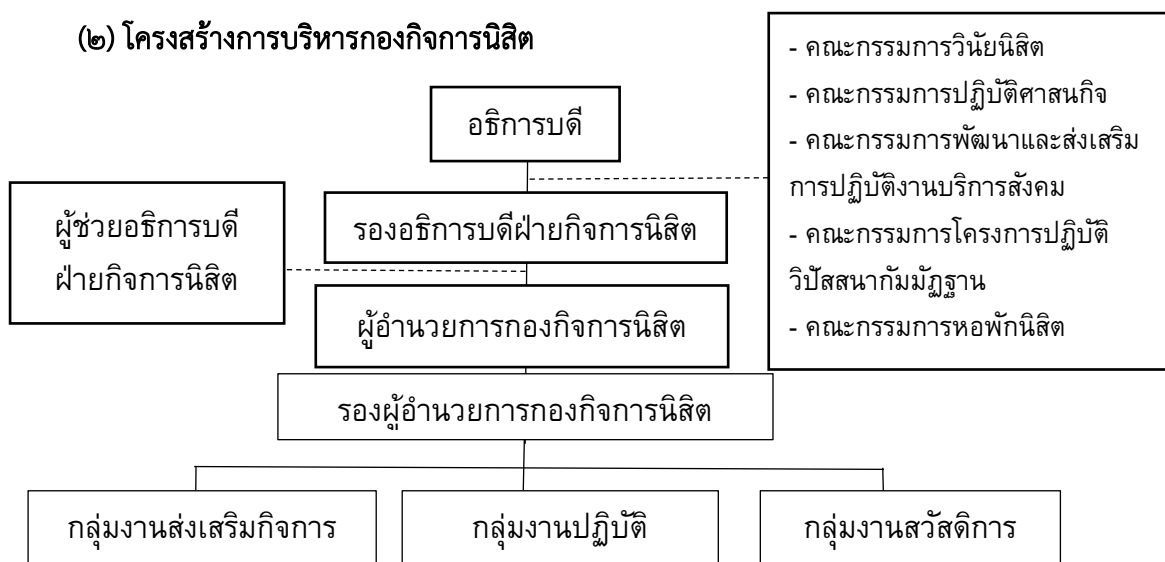 (๒) โครงสร้างการบริหารกองกิจการนิสิต
อธิการบดี
- คณะกรรมการวินัยนิสิต
- คณะกรรมการปฏิบัติศาสนกิจ
- คณะกรรมการพัฒนาและส่งเสริม
การปฏิบัติงานบริการสังคม
- คณะกรรมการโครงการปฏิบัติ
วิปัสสนากัมมัฏฐาน
- คณะกรรมการหอพักนิสิต
ผู้ช่วยอธิการบดี
ฝ่ายกิจการนิสิต
รองอธิการบดีฝ่ายกิจการนิสิต
ผู้อำนวยการกองกิจการนิสิต
รองผู้อำนวยการกองกิจการนิสิต
กลุ่มงานส่งเสริมกิจการ
กลุ่มงานปฏิบัติ
กลุ่มงานสวัสดิการ